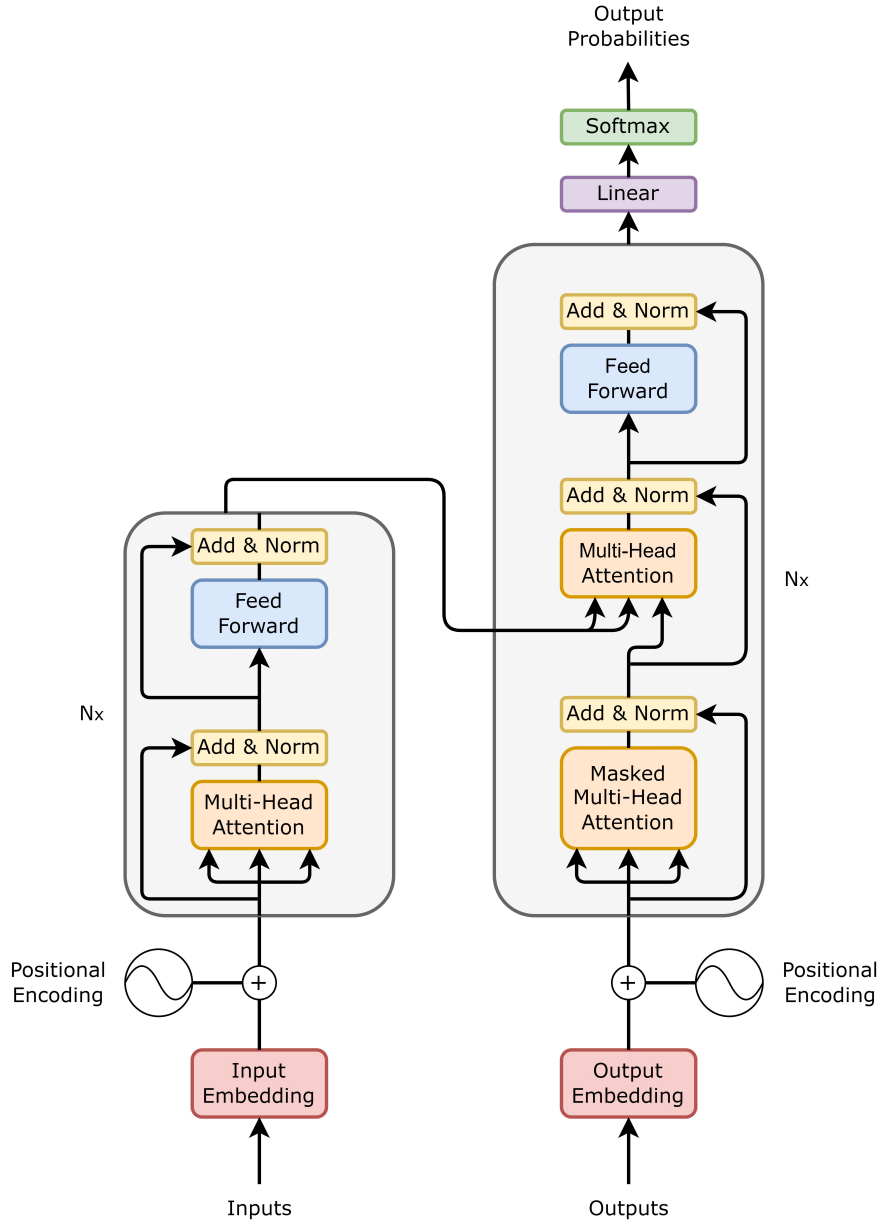 Output
Probabilities
Softmax
Linear
Add & Norm
Feed
Forward
Add & Norm
Multi-Head
Attention
Nx
Add & Norm
Masked
Multi-Head
Attention
Add & Norm
Feed
Forward
Nx
Add & Norm
Multi-Head
Attention
Positional
Encoding
+
+
Positional
Encoding
Input
Embedding
Output
Embedding
Inputs
Outputs